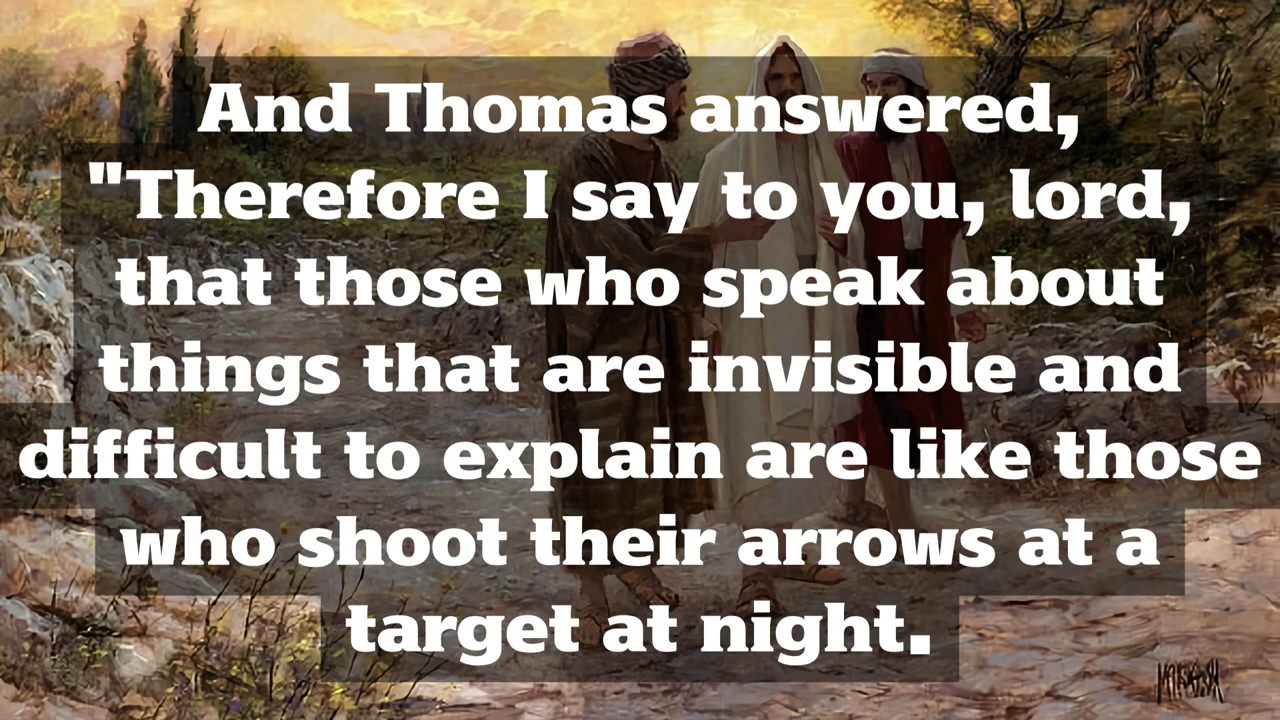 And Thomas answered,
"Therefore I say to you, lord,
that those who speak about
things that are invisible and
difficult to explain are like those
who shoot their arrows at a
target at night.